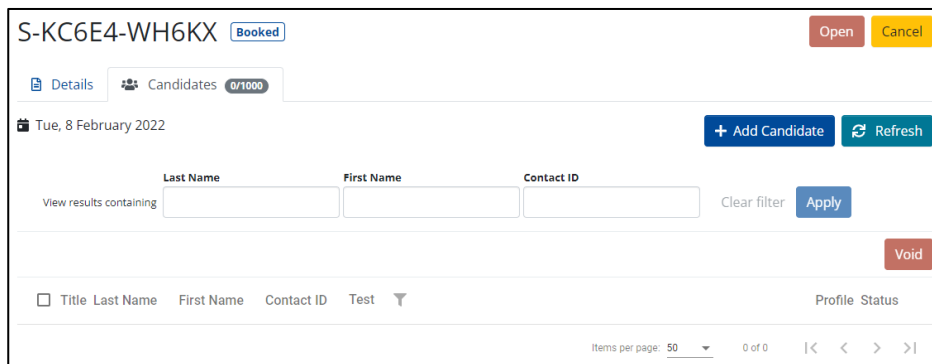 S-KC6E4-WH6KX Booked Open Cancel
Details Candidates 0/1000
Tue, 8 February 2022 + Add Candidate Refresh
Last Name First Name Contact ID
View results containing Clear filter Apply
Void
Title Last Name First Name Contact ID Test Profile Status
Items per page: 50 0 of 0